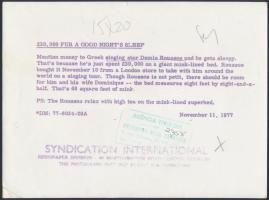 15x20
£20,000 FOR A GOOD NIGHT'S SLEEP
Mention money to Greek singing star Demis Roussos and he gets sleepy.
That's because he's just spent £20,000 on a giant mink-lined bed. Roussos
bought it November 10 from a London store to take with him around the
world on a singing tour. Though Roussos is not petit, there should be room
for him and his wife Dominique -- the bed measures eight feet by eight-and-a-
half. That's 68 square feet of mink.
PS: The Roussos relax with high tea on the mink-lined superbed.
November 11, 1977
SYNDICATION INTERNATIONAL